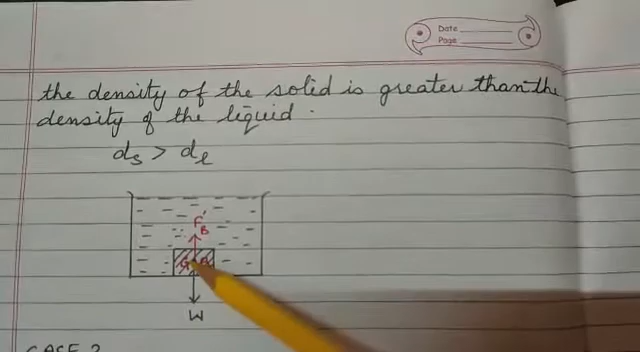 Date
Page
the density of the solid is greater than the
density of the liquid.
ds > dl
F'B
G B
W
CASE 2